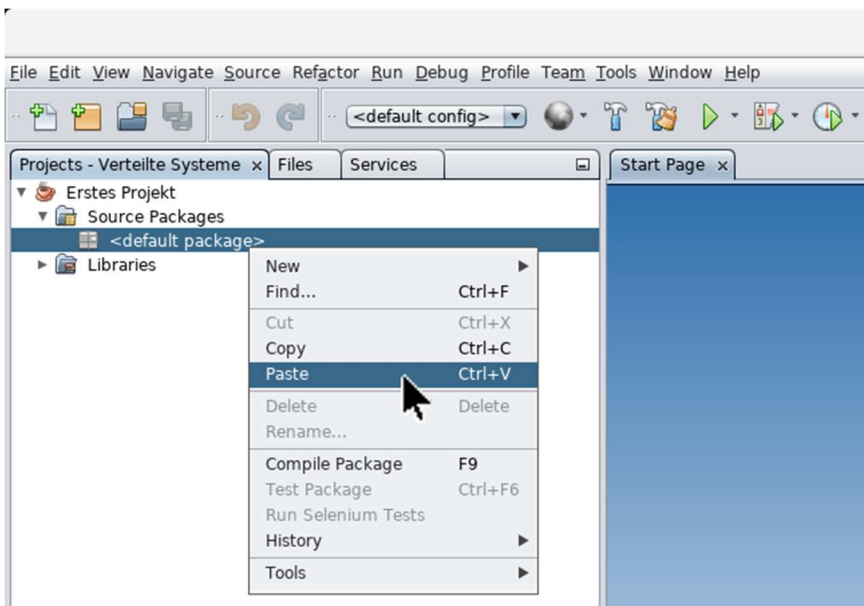 File Edit View Navigate Source Refactor Run Debug Profile Team Tools Window Help
<default config>
Projects - Verteilte Systeme × Files Services Start Page ×
Erstes Projekt
Source Packages
<default package>
Libraries
New
Find... Ctrl+F
Cut Ctrl+X
Copy Ctrl+C
Paste Ctrl+V
Delete Delete
Rename...
Compile Package F9
Test Package Ctrl+F6
Run Selenium Tests
History
Tools